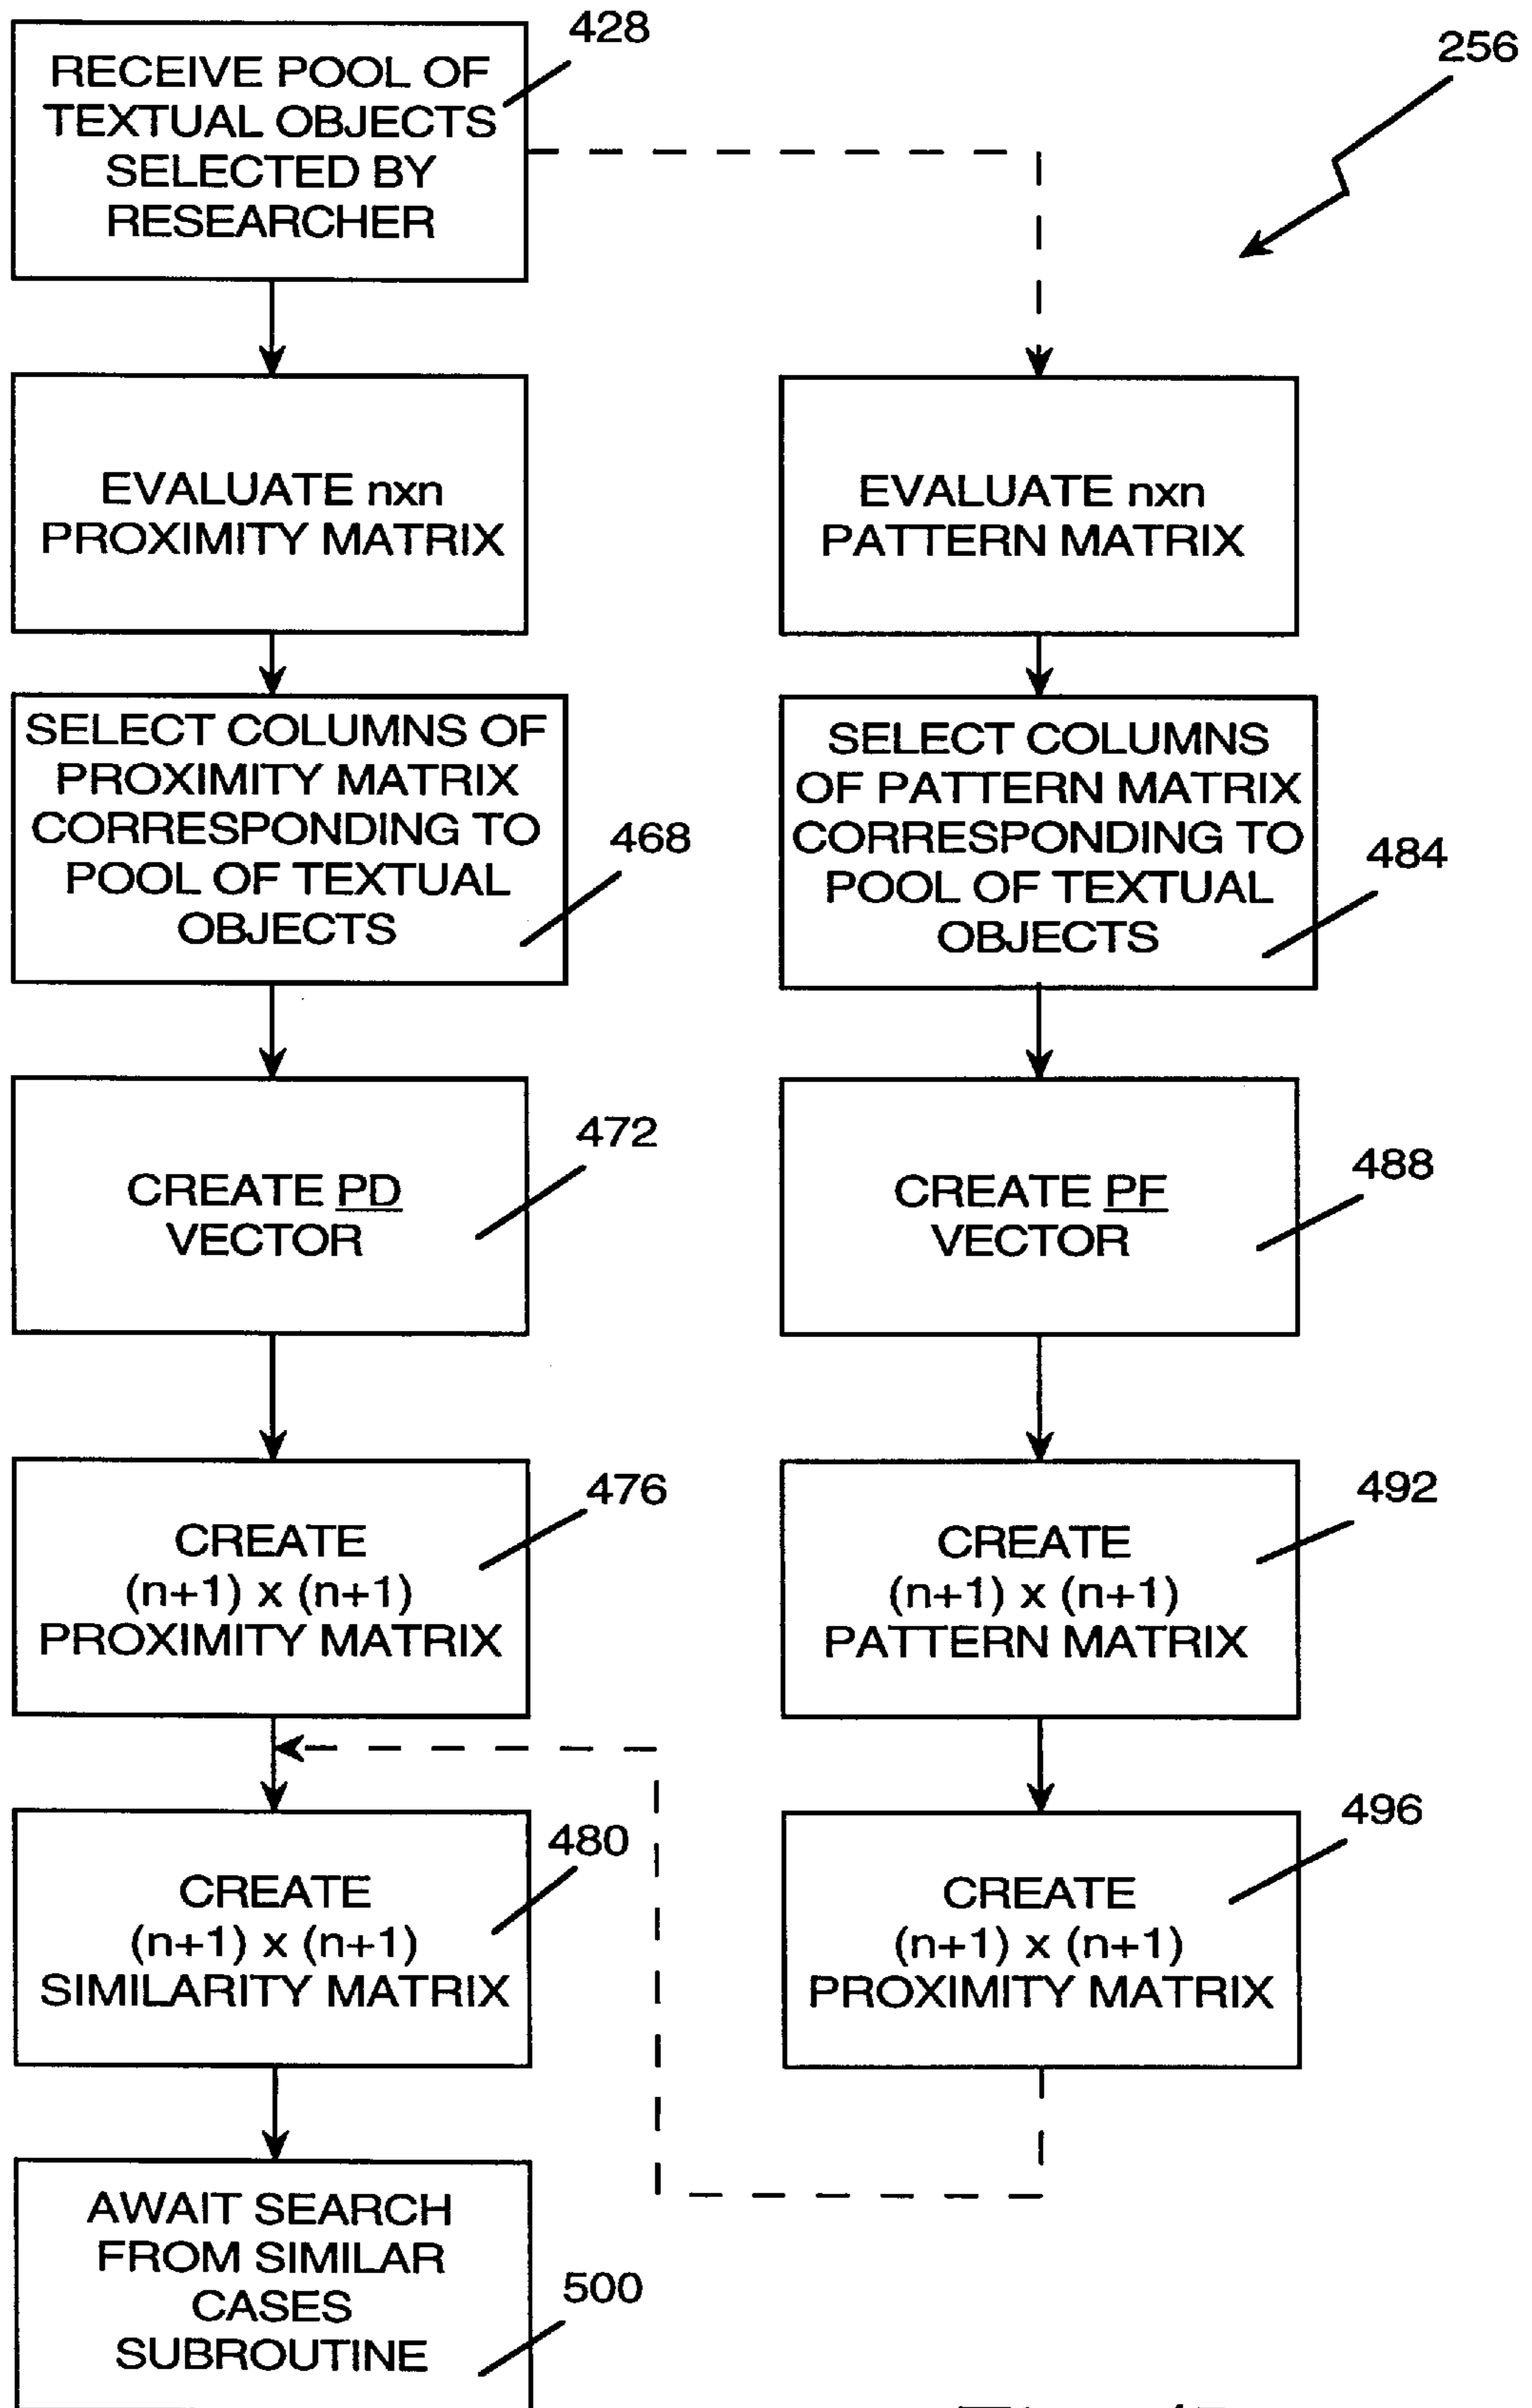 428
256
RECEIVE POOL OF
TEXTUAL OBJECTS
SELECTED BY
RESEARCHER
EVALUATE nxn
PROXIMITY MATRIX
EVALUATE nxn
PATTERN MATRIX
SELECT COLUMNS OF
PROXIMITY MATRIX
CORRESPONDING TO
POOL OF TEXTUAL
OBJECTS
468
SELECT COLUMNS
OF PATTERN MATRIX
CORRESPONDING TO
POOL OF TEXTUAL
OBJECTS
484
CREATE PD
VECTOR
472
CREATE PF
VECTOR
488
CREATE
(n+1) x (n+1)
PROXIMITY MATRIX
476
CREATE
(n+1) x (n+1)
PATTERN MATRIX
492
CREATE
(n+1) x (n+1)
SIMILARITY MATRIX
480
CREATE
(n+1) x (n+1)
PROXIMITY MATRIX
496
AWAIT SEARCH
FROM SIMILAR
CASES
SUBROUTINE
500